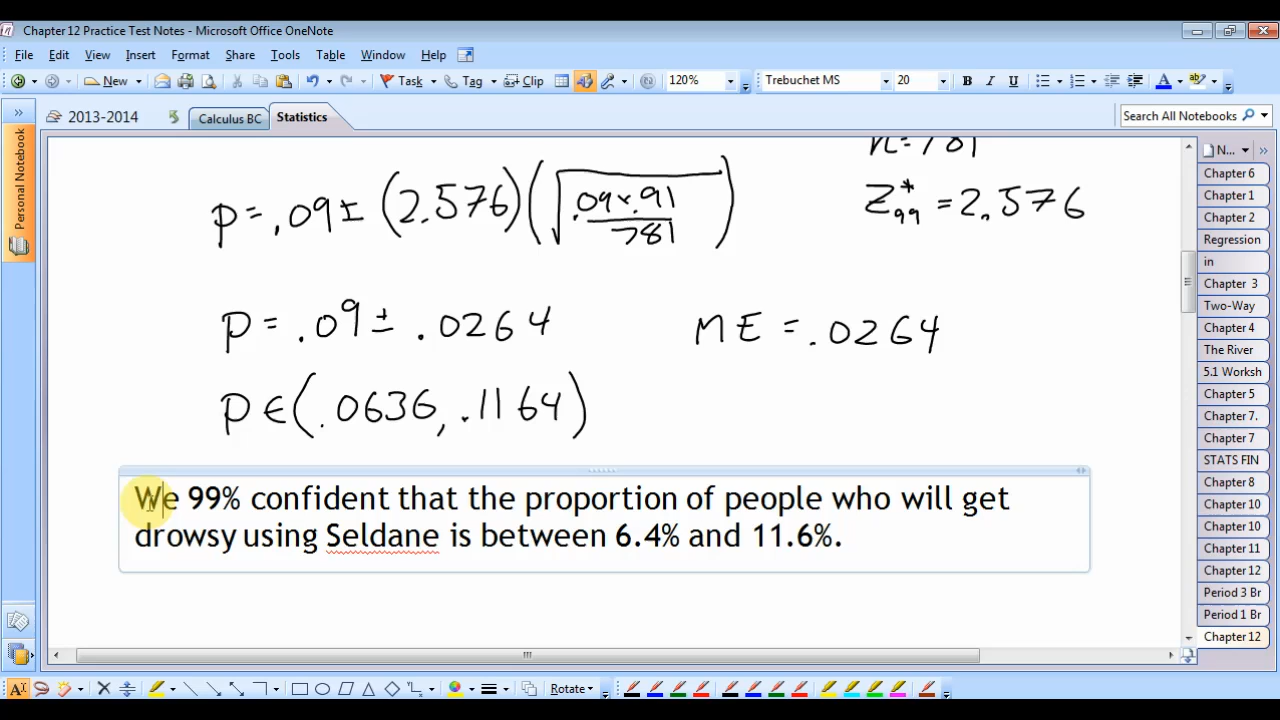 Chapter 12 Practice Test Notes - Microsoft Office OneNote
File Edit View Insert Format Share Tools Table Window Help
New Task Tag Clip 120% Trebuchet MS 20 B I U A ab
» 2013-2014 Calculus BC Statistics Search All Notebooks
Personal Notebook
n=781
p=.09± (2.576)(√.09×.91/781) Z*99 =2.576
p=.09± .0264 ME = .0264
p∈(.0636, .1164)
We 99% confident that the proportion of people who will get
drowsy using Seldane is between 6.4% and 11.6%.
N... »
Chapter 6
Chapter 1
Chapter 2
Regression
in
Chapter 3
Two-Way
Chapter 4
The River
5.1 Worksh
Chapter 5
Chapter 7.
Chapter 7
STATS FIN
Chapter 8
Chapter 10
Chapter 10
Chapter 11
Chapter 12
Period 3 Br
Period 1 Br
Chapter 12
A Rotate